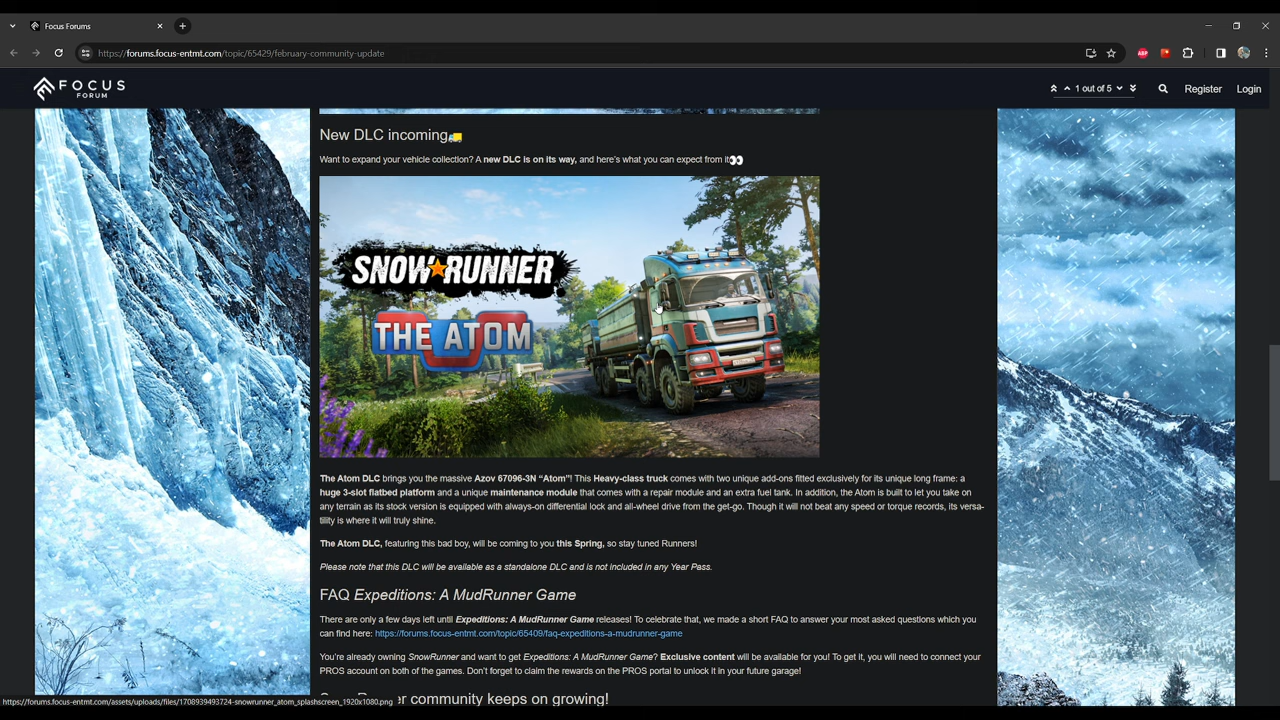 Focus Forums
https://forums.focus-entmt.com/topic/65429/february-community-update
ABP
FOCUS
FORUM
1 out of 5
Register
Login
New DLC incoming
Want to expand your vehicle collection? A new DLC is on its way, and here's what you can expect from it
SNOW RUNNER
THE ATOM
The Atom DLC brings you the massive Azov 67096-3N “Atom”! This Heavy-class truck comes with two unique add-ons fitted exclusively for its unique long frame: a
huge 3-slot flatbed platform and a unique maintenance module that comes with a repair module and an extra fuel tank. In addition, the Atom is built to let you take on
any terrain as its stock version is equipped with always-on differential lock and all-wheel drive from the get-go. Though it will not beat any speed or torque records, its versa-
tility is where it will truly shine.
The Atom DLC, featuring this bad boy, will be coming to you this Spring, so stay tuned Runners!
Please note that this DLC will be available as a standalone DLC and is not included in any Year Pass.
FAQ Expeditions: A MudRunner Game
There are only a few days left until Expeditions: A MudRunner Game releases! To celebrate that, we made a short FAQ to answer your most asked questions which you
can find here: https://forums.focus-entmt.com/topic/65409/faq-expeditions-a-mudrunner-game
You're already owning SnowRunner and want to get Expeditions: A MudRunner Game? Exclusive content will be available for you! To get it, you will need to connect your
PROS account on both of the games. Don't forget to claim the rewards on the PROS portal to unlock it in your future garage!
community keeps on growing!
https://forums.focus-entmt.com/assets/uploads/files/1708939493724-snowrunner_atom_splashscreen_1920x1080.png